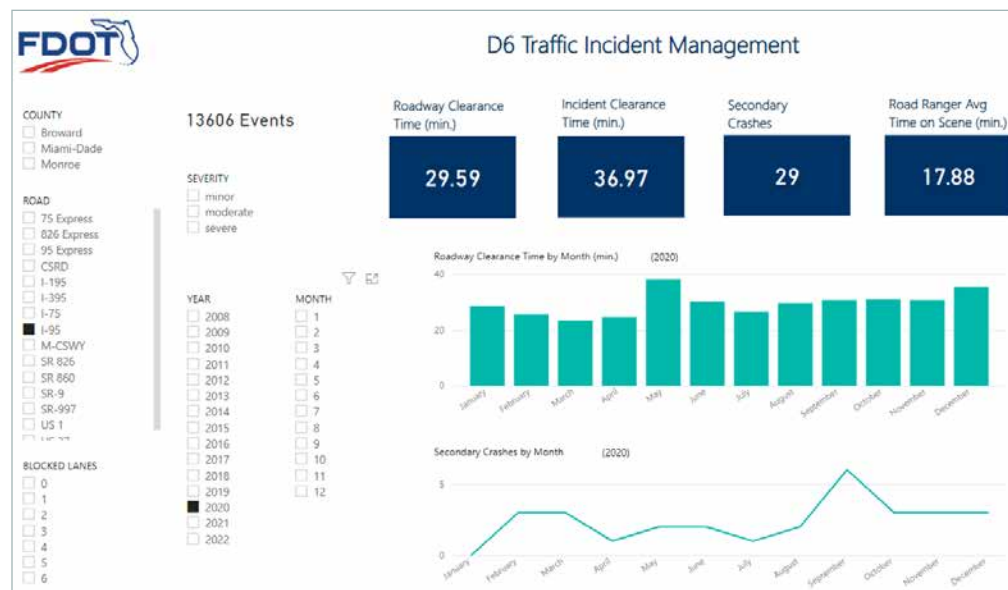 FDOT
D6 Traffic Incident Management
COUNTY
Broward
Miami-Dade
Monroe
ROAD
75 Express
826 Express
95 Express
CSRD
I-195
I-395
I-75
I-95
M-CSWY
SR 826
SR 860
SR-9
SR-997
US 1
BLOCKED LANES
0
1
2
3
4
5
6
13606 Events
SEVERITY
minor
moderate
severe
YEAR
2008
2009
2010
2011
2012
2013
2014
2015
2016
2017
2018
2019
2020
2021
2022
MONTH
1
2
3
4
5
6
7
8
9
10
11
12
Roadway Clearance
Time (min.)
29.59
Incident Clearance
Time (min.)
36.97
Secondary
Crashes
29
Road Ranger Avg
Time on Scene (min.)
17.88
Roadway Clearance Time by Month (min.) (2020)
40
20
0
January
February
March
April
May
June
July
August
September
October
November
December
Secondary Crashes by Month (2020)
5
0
January
February
March
April
May
June
July
August
September
October
November
December